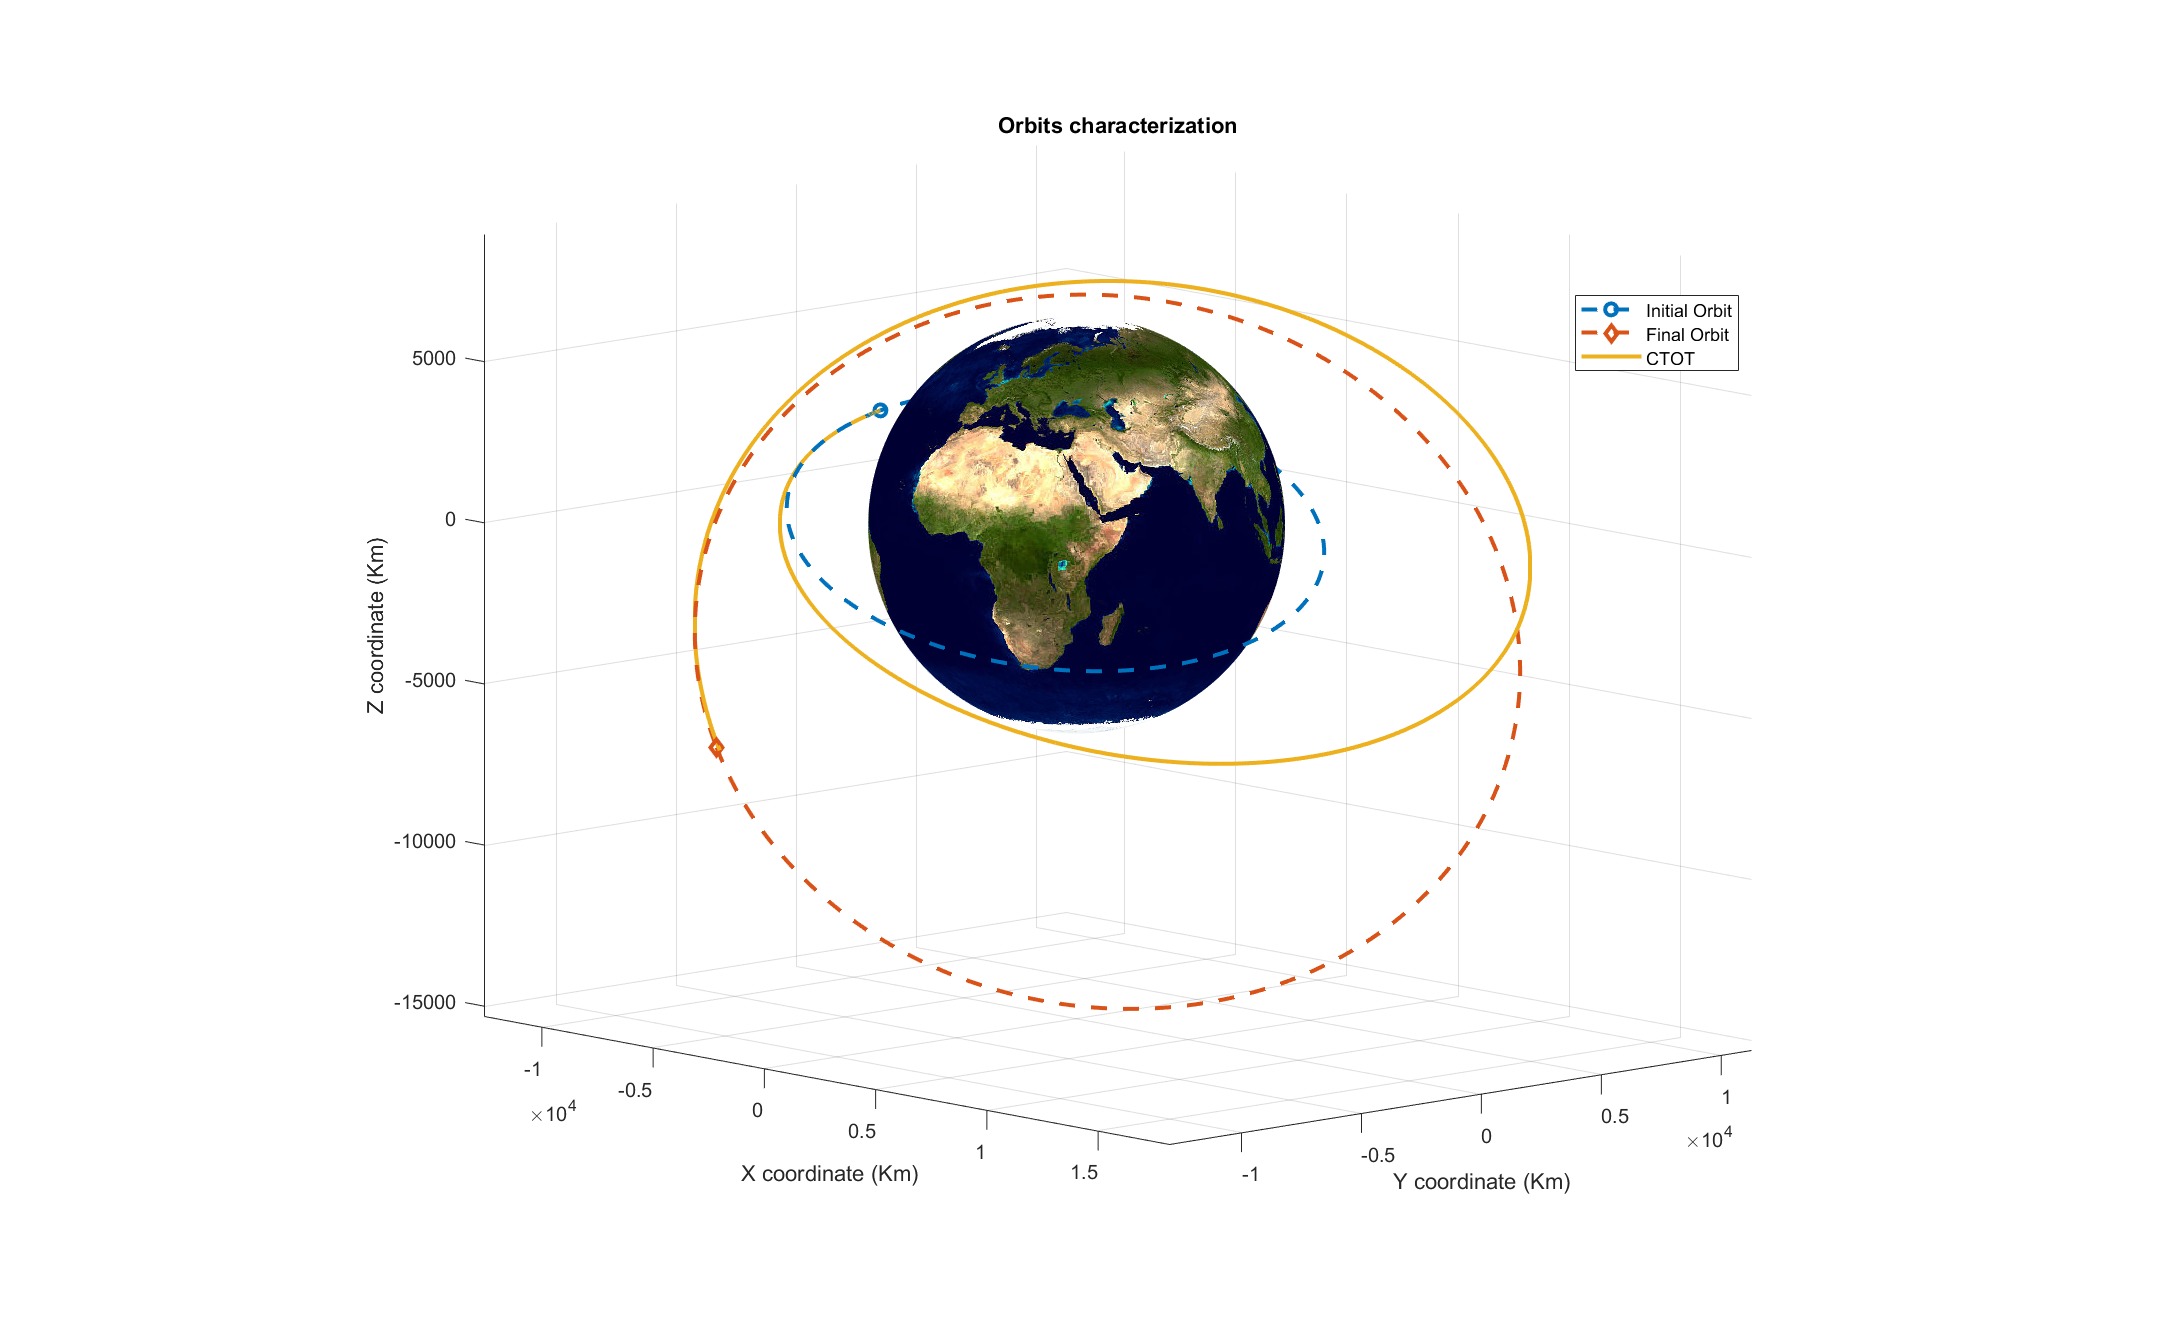 Orbits characterization
Initial Orbit
Final Orbit
CTOT
5000
0
-5000
-10000
-15000
Z coordinate (Km)
-1
-0.5
0
0.5
1
1.5
×10^4
X coordinate (Km)
-1
-0.5
0
0.5
1
×10^4
Y coordinate (Km)